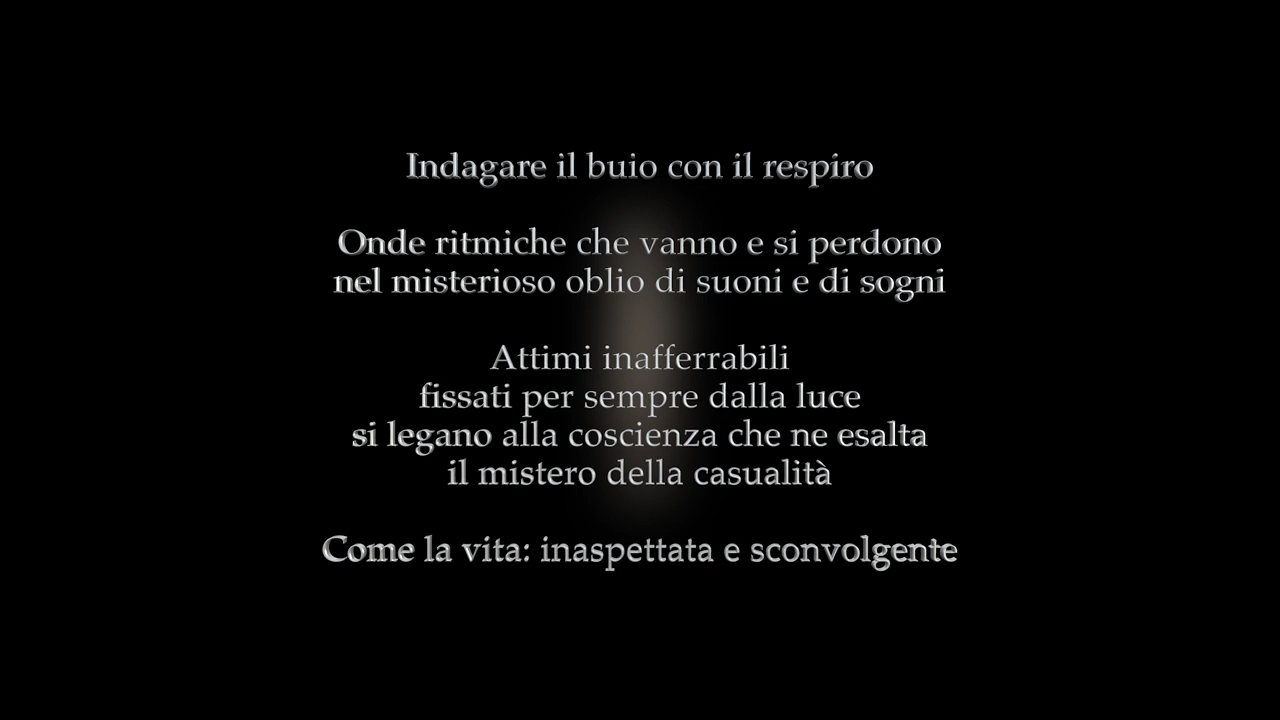 Indagare il buio con il respiro
Onde ritmiche che vanno e si perdono
nel misterioso oblio di suoni e di sogni
Attimi inafferrabili
fissati per sempre dalla luce
si legano alla coscienza che ne esalta
il mistero della casualità
Come la vita: inaspettata e sconvolgente